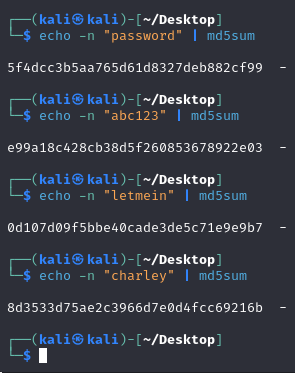 ┌──(kali㉿kali)-[~/Desktop]
└─$ echo -n "password" | md5sum
5f4dcc3b5aa765d61d8327deb882cf99  -
┌──(kali㉿kali)-[~/Desktop]
└─$ echo -n "abc123" | md5sum
e99a18c428cb38d5f260853678922e03  -
┌──(kali㉿kali)-[~/Desktop]
└─$ echo -n "letmein" | md5sum
0d107d09f5bbe40cade3de5c71e9e9b7  -
┌──(kali㉿kali)-[~/Desktop]
└─$ echo -n "charley" | md5sum
8d3533d75ae2c3966d7e0d4fcc69216b  -
┌──(kali㉿kali)-[~/Desktop]
└─$